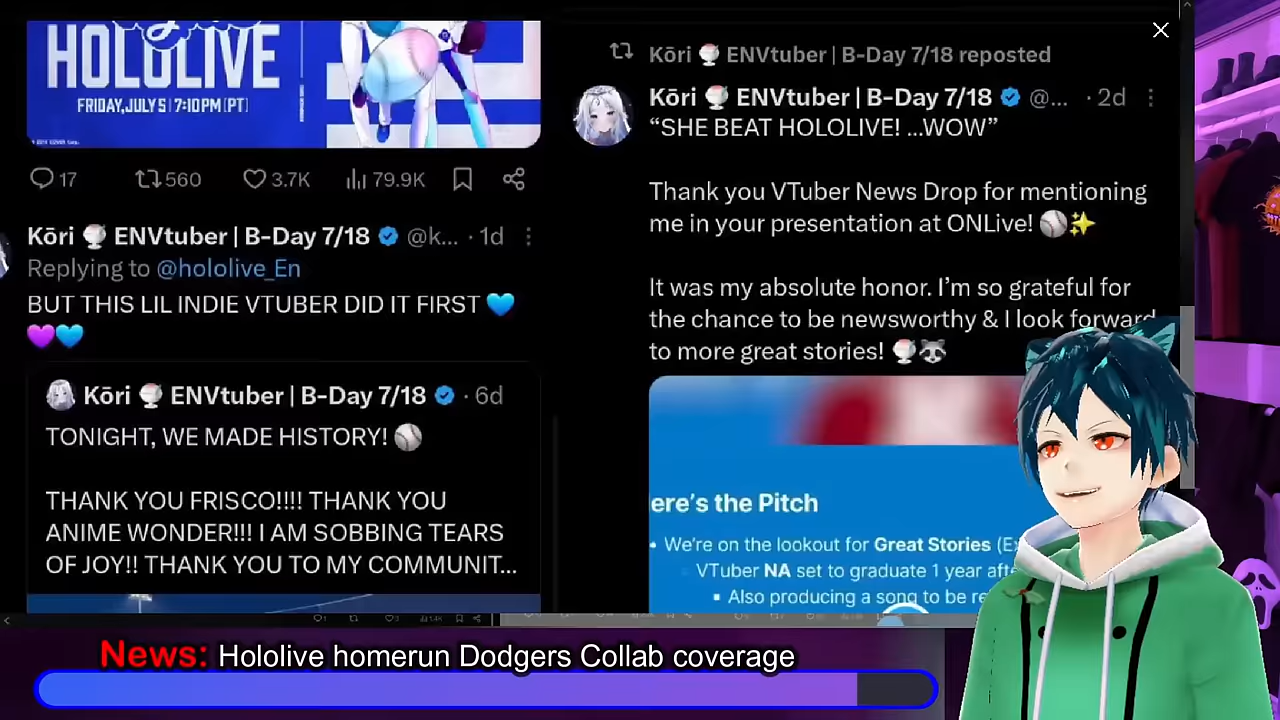 HOLOLIVE
FRIDAY, JULY 5 | 7:10PM (PT)
17 560 3.7K 79.9K
Kōri 🍧 ENVtuber | B-Day 7/18 @k... · 1d
Replying to @hololive_En
BUT THIS LIL INDIE VTUBER DID IT FIRST 💙
💜💙
Kōri 🍧 ENVtuber | B-Day 7/18 · 6d
TONIGHT, WE MADE HISTORY! ⚾
THANK YOU FRISCO!!!! THANK YOU
ANIME WONDER!!! I AM SOBBING TEARS
OF JOY!! THANK YOU TO MY COMMUNIT...
Kōri 🍧 ENVtuber | B-Day 7/18 reposted
Kōri 🍧 ENVtuber | B-Day 7/18 @... · 2d
“SHE BEAT HOLOLIVE! ...WOW”
Thank you VTuber News Drop for mentioning
me in your presentation at ONLive! ⚾✨
It was my absolute honor. I’m so grateful for
the chance to be newsworthy & I look forward
to more great stories! 🍧🦝
ere’s the Pitch
• We’re on the lookout for Great Stories (Ex
VTuber NA set to graduate 1 year afte
▪ Also producing a song to be re
News: Hololive homerun Dodgers Collab coverage